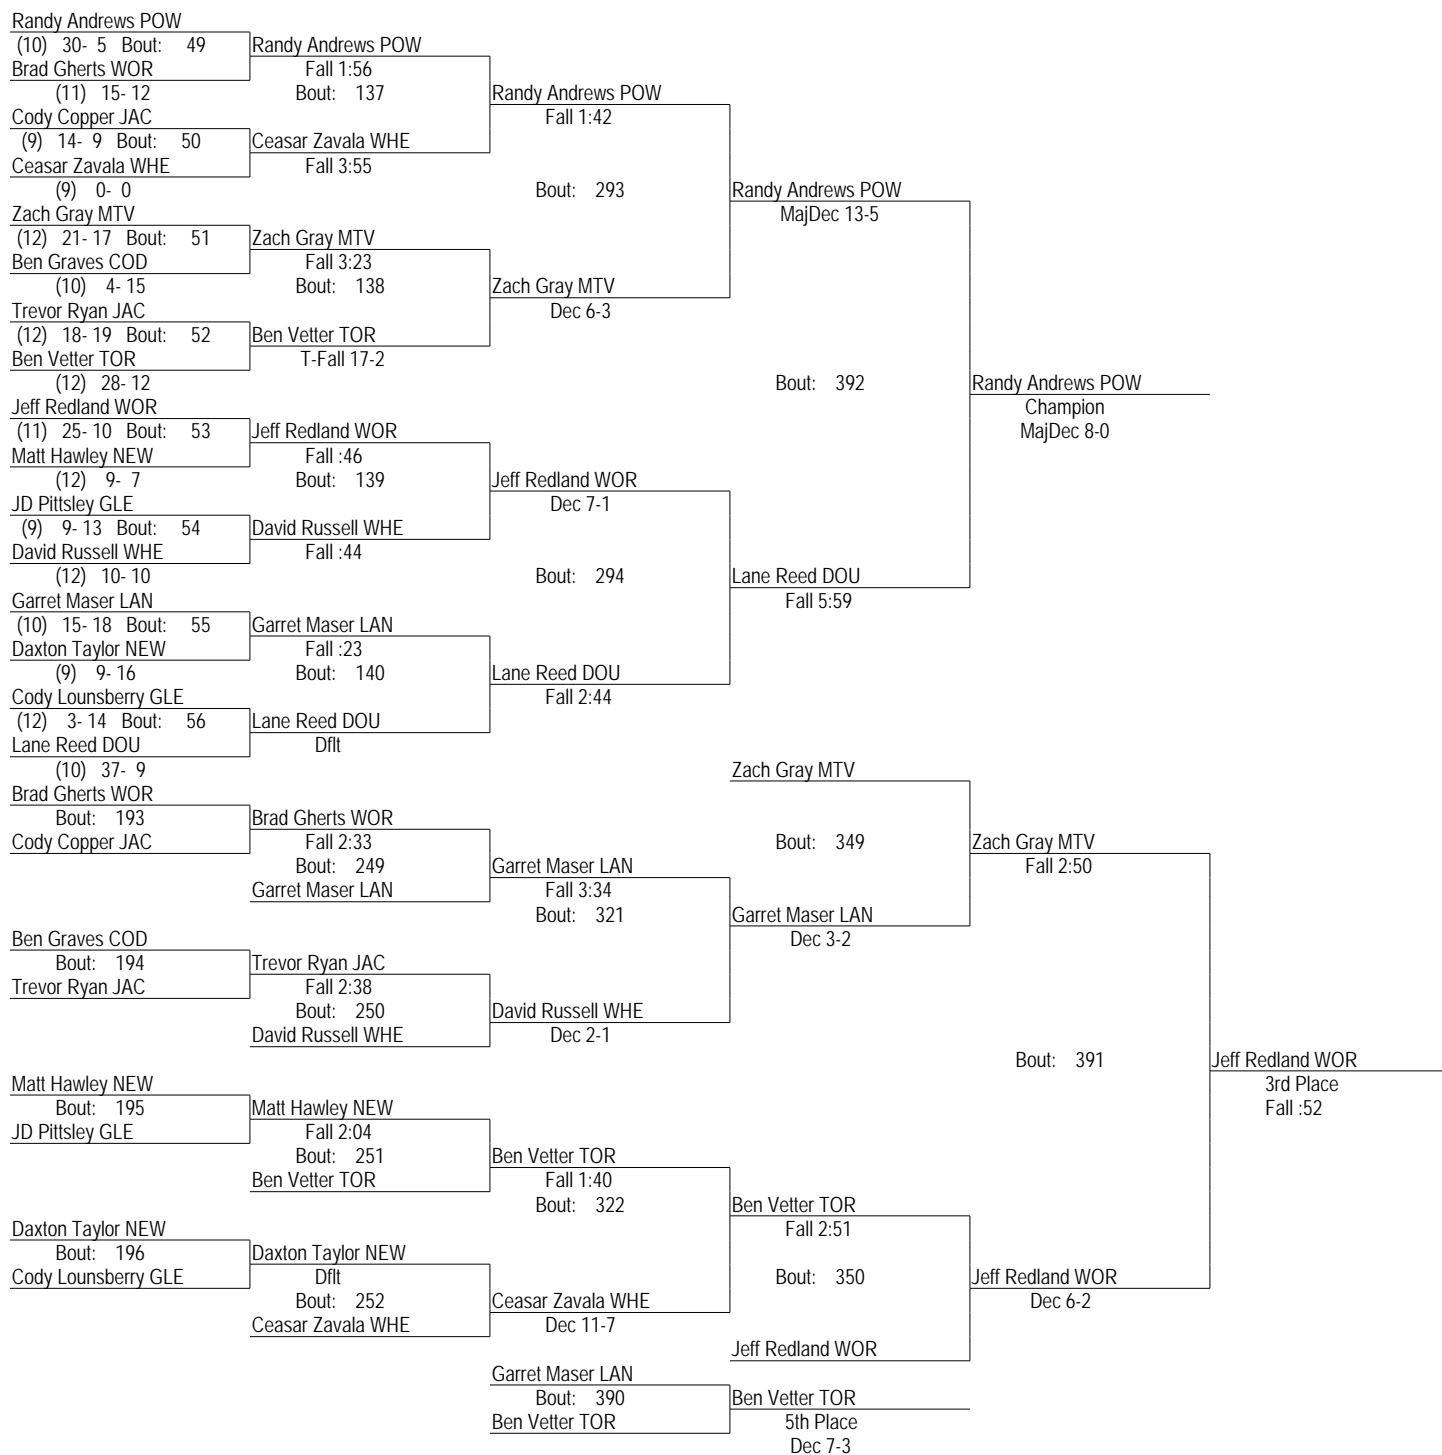 Randy Andrews POW
(10) 30- 5 Bout: 49
Randy Andrews POW
Brad Gherts WOR
Fall 1:56
(11) 15- 12
Bout: 137
Randy Andrews POW
Cody Copper JAC
Fall 1:42
(9) 14- 9 Bout: 50
Ceasar Zavala WHE
Ceasar Zavala WHE
Fall 3:55
(9) 0- 0
Bout: 293
Randy Andrews POW
Zach Gray MTV
MajDec 13-5
(12) 21- 17 Bout: 51
Zach Gray MTV
Ben Graves COD
Fall 3:23
(10) 4- 15
Bout: 138
Zach Gray MTV
Trevor Ryan JAC
Dec 6-3
(12) 18- 19 Bout: 52
Ben Vetter TOR
Ben Vetter TOR
T-Fall 17-2
(12) 28- 12
Bout: 392
Randy Andrews POW
Jeff Redland WOR
Champion
(11) 25- 10 Bout: 53
Jeff Redland WOR
MajDec 8-0
Matt Hawley NEW
Fall :46
(12) 9- 7
Bout: 139
Jeff Redland WOR
JD Pittsley GLE
Dec 7-1
(9) 9- 13 Bout: 54
David Russell WHE
David Russell WHE
Fall :44
(12) 10- 10
Bout: 294
Lane Reed DOU
Garret Maser LAN
Fall 5:59
(10) 15- 18 Bout: 55
Garret Maser LAN
Daxton Taylor NEW
Fall :23
(9) 9- 16
Bout: 140
Lane Reed DOU
Cody Lounsberry GLE
Fall 2:44
(12) 3- 14 Bout: 56
Lane Reed DOU
Lane Reed DOU
Dflt
(10) 37- 9
Zach Gray MTV
Brad Gherts WOR
Bout: 193
Brad Gherts WOR
Cody Copper JAC
Fall 2:33
Bout: 349
Zach Gray MTV
Bout: 249
Garret Maser LAN
Fall 2:50
Garret Maser LAN
Fall 3:34
Bout: 321
Garret Maser LAN
Ben Graves COD
Dec 3-2
Bout: 194
Trevor Ryan JAC
Trevor Ryan JAC
Fall 2:38
Bout: 250
David Russell WHE
David Russell WHE
Dec 2-1
Bout: 391
Jeff Redland WOR
Matt Hawley NEW
3rd Place
Bout: 195
Matt Hawley NEW
Fall :52
JD Pittsley GLE
Fall 2:04
Bout: 251
Ben Vetter TOR
Ben Vetter TOR
Fall 1:40
Bout: 322
Ben Vetter TOR
Daxton Taylor NEW
Fall 2:51
Bout: 196
Daxton Taylor NEW
Cody Lounsberry GLE
Dflt
Bout: 350
Jeff Redland WOR
Bout: 252
Ceasar Zavala WHE
Dec 6-2
Ceasar Zavala WHE
Dec 11-7
Jeff Redland WOR
Garret Maser LAN
Bout: 390
Ben Vetter TOR
Ben Vetter TOR
5th Place
Dec 7-3